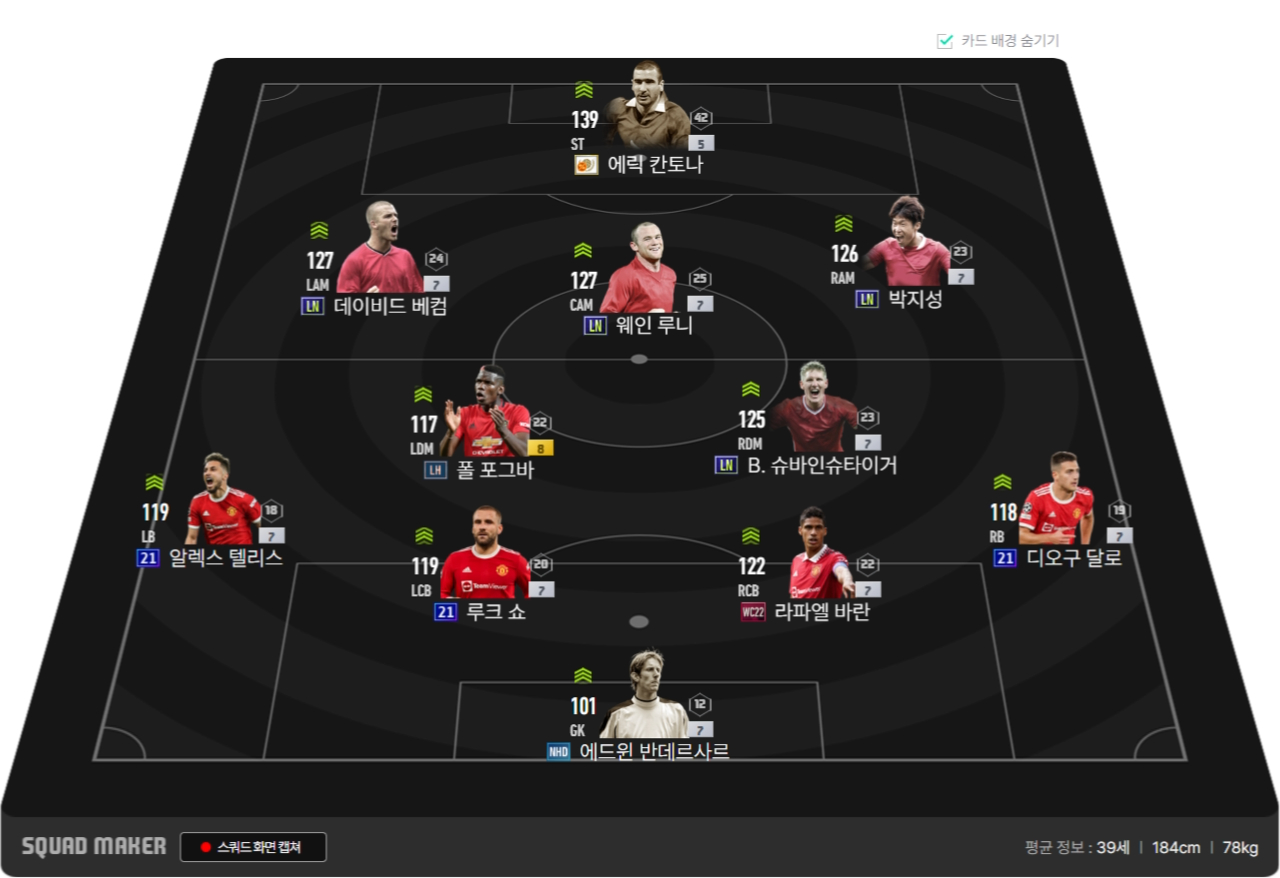 카드 배경 숨기기
139
42
ST
5
에릭 칸토나
127
24
LAM
7
LN 데이비드 베컴
127
25
CAM
7
LN 웨인 루니
126
23
RAM
7
LN 박지성
117
22
LDM
8
LH 폴 포그바
125
23
RDM
7
LN B. 슈바인슈타이거
119
18
LB
7
21 알렉스 텔리스
119
20
LCB
7
21 루크 쇼
TeamViewer
122
22
RCB
7
WC22 라파엘 바란
118
19
RB
7
21 디오구 달로
101
12
GK
7
NHD 에드윈 반데르사르
SQUAD MAKER
스쿼드 화면 캡쳐
평균 정보 : 39세 | 184cm | 78kg